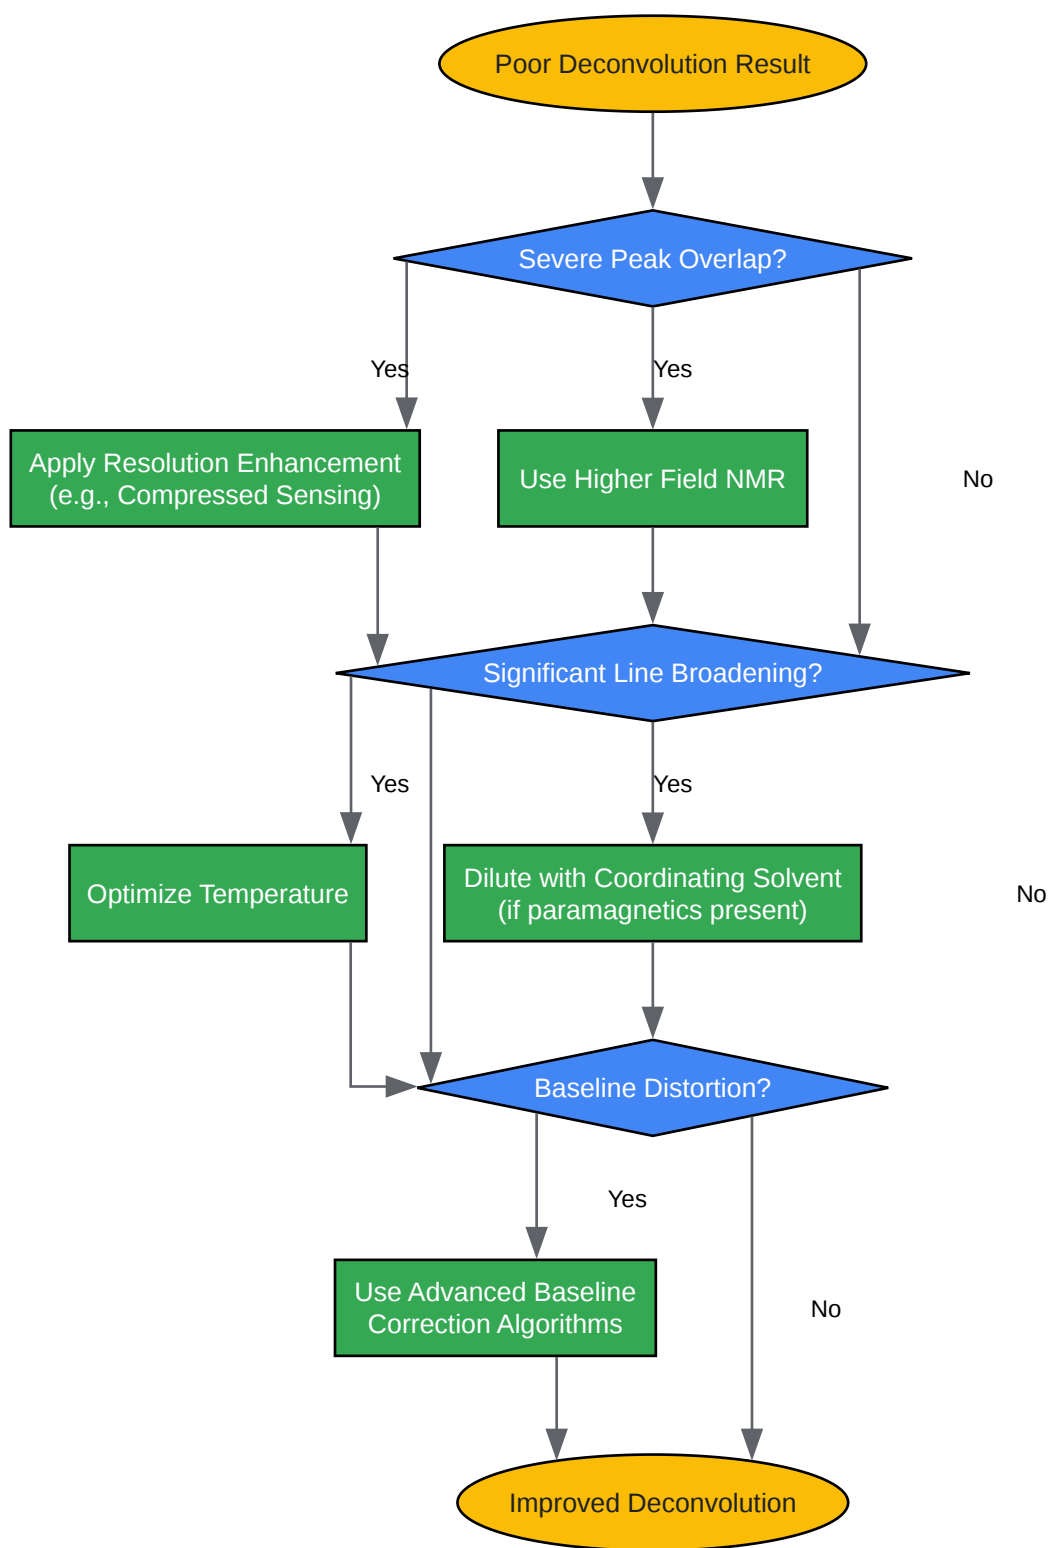 Poor Deconvolution Result
Severe Peak Overlap?
Yes
Yes
Apply Resolution Enhancement
(e.g., Compressed Sensing)
Use Higher Field NMR
No
Significant Line Broadening?
Yes
Yes
Optimize Temperature
Dilute with Coordinating Solvent
(if paramagnetics present)
No
Baseline Distortion?
Yes
Use Advanced Baseline
Correction Algorithms
No
Improved Deconvolution